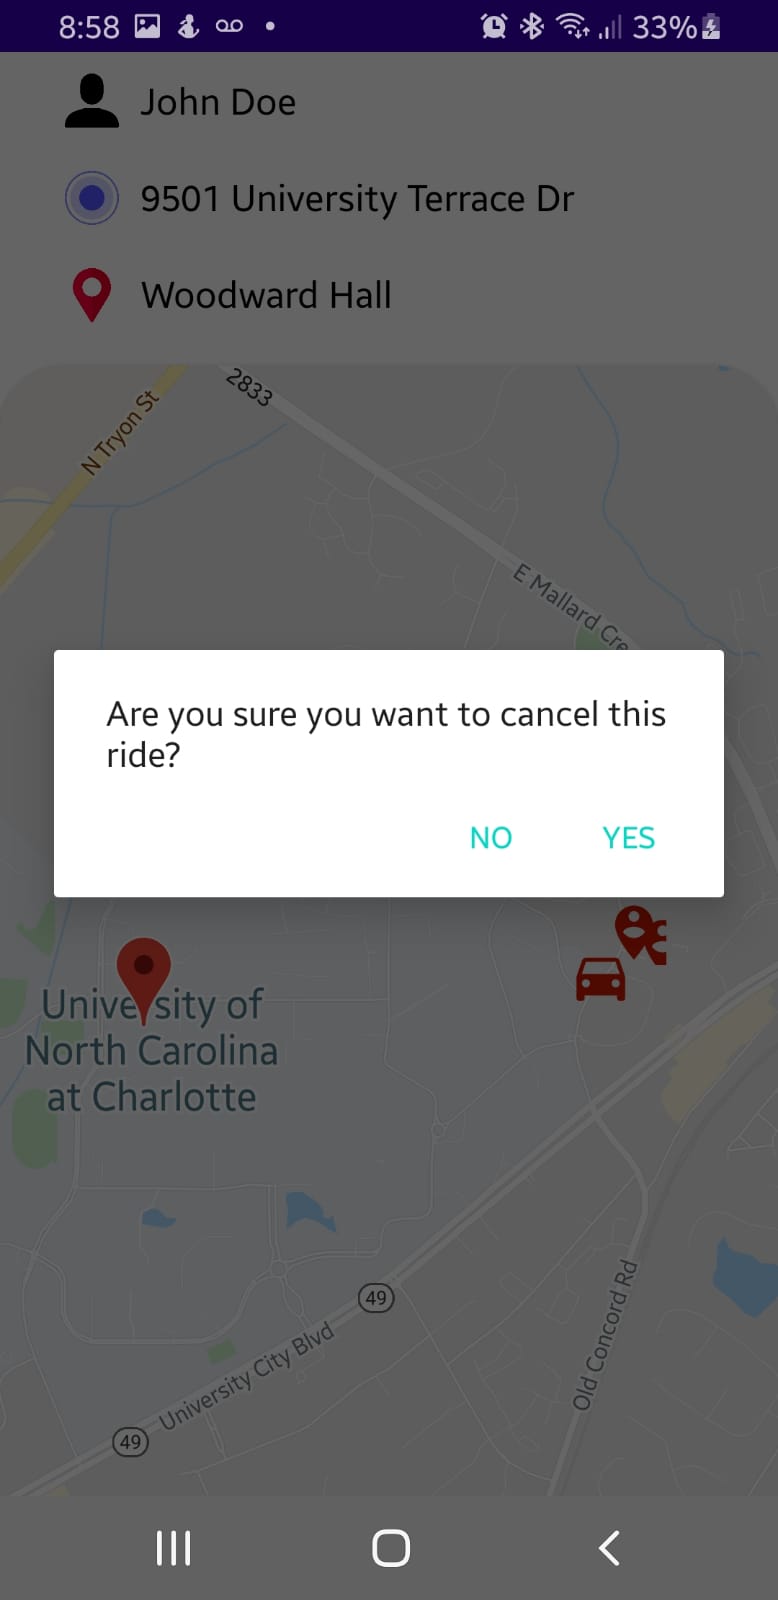 8:58
33%
John Doe
9501 University Terrace Dr
Woodward Hall
N Tryon St
2833
E Mallard Cre
Are you sure you want to cancel this
ride?
NO YES
University of
North Carolina
at Charlotte
49
University City Blvd
49
Old Concord Rd